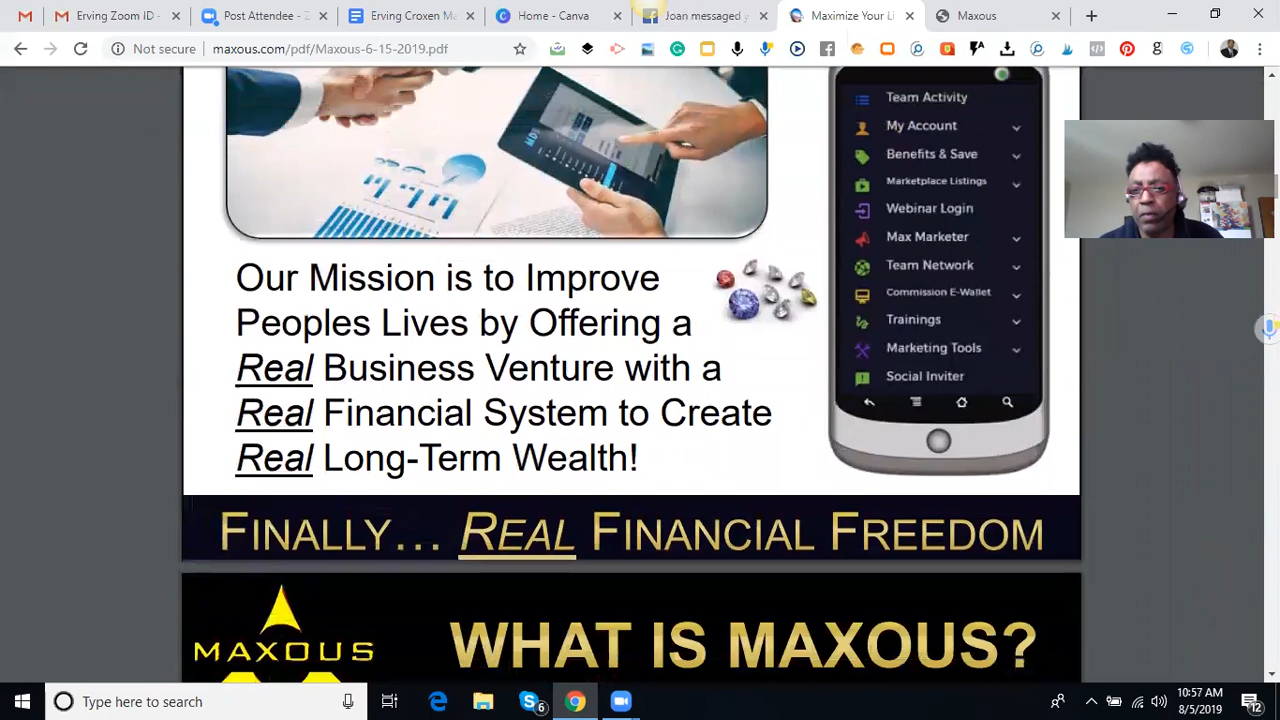 Erving Zoom ID -
Post Attendee - Z
Erving Croxen M
Home - Canva
Joan messaged y
Maximize Your Li
Maxous
Not secure
maxous.com/pdf/Maxous-6-15-2019.pdf
Team Activity
My Account
Benefits & Save
Marketplace Listings
Webinar Login
Max Marketer
Team Network
Commission E-Wallet
Trainings
Marketing Tools
Social Inviter
Our Mission is to Improve
Peoples Lives by Offering a
Real Business Venture with a
Real Financial System to Create
Real Long-Term Wealth!
FINALLY... REAL FINANCIAL FREEDOM
MAXOUS
WHAT IS MAXOUS?
Type here to search
6
10:57 AM
8/5/2019
12